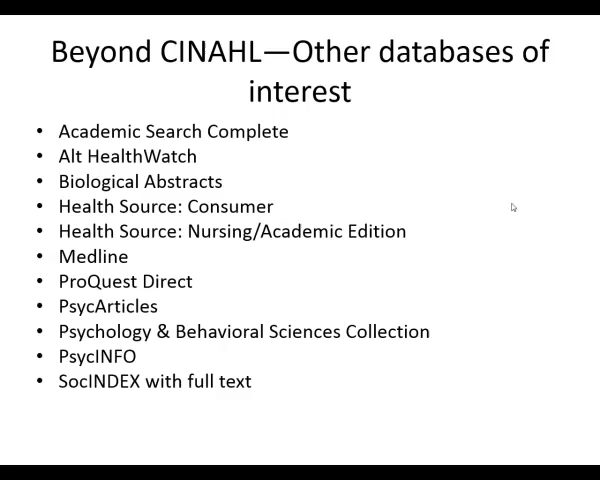 Beyond CINAHL—Other databases of
interest
• Academic Search Complete
• Alt HealthWatch
• Biological Abstracts
• Health Source: Consumer
• Health Source: Nursing/Academic Edition
• Medline
• ProQuest Direct
• PsycArticles
• Psychology & Behavioral Sciences Collection
• PsycINFO
• SocINDEX with full text